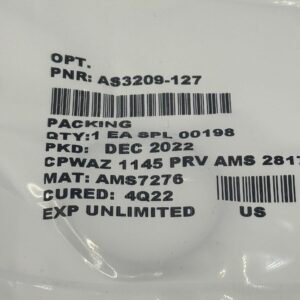 OPT.
PNR: AS3209-127
PACKING
QTY:1 EA SPL 00198
PKD: DEC 2022
CPWAZ 1145 PRV AMS 2817
MAT: AMS7276
CURED: 4Q22
EXP UNLIMITED US